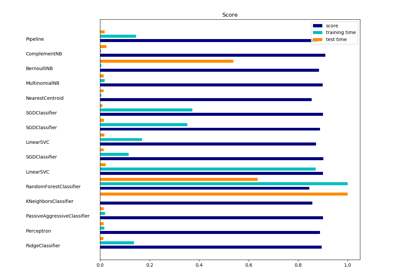 Score
score
training time
test time
Pipeline
ComplementNB
BernoulliNB
MultinomialNB
NearestCentroid
SGDClassifier
SGDClassifier
LinearSVC
SGDClassifier
LinearSVC
RandomForestClassifier
KNeighborsClassifier
PassiveAggressiveClassifier
Perceptron
RidgeClassifier
0.0 0.2 0.4 0.6 0.8 1.0